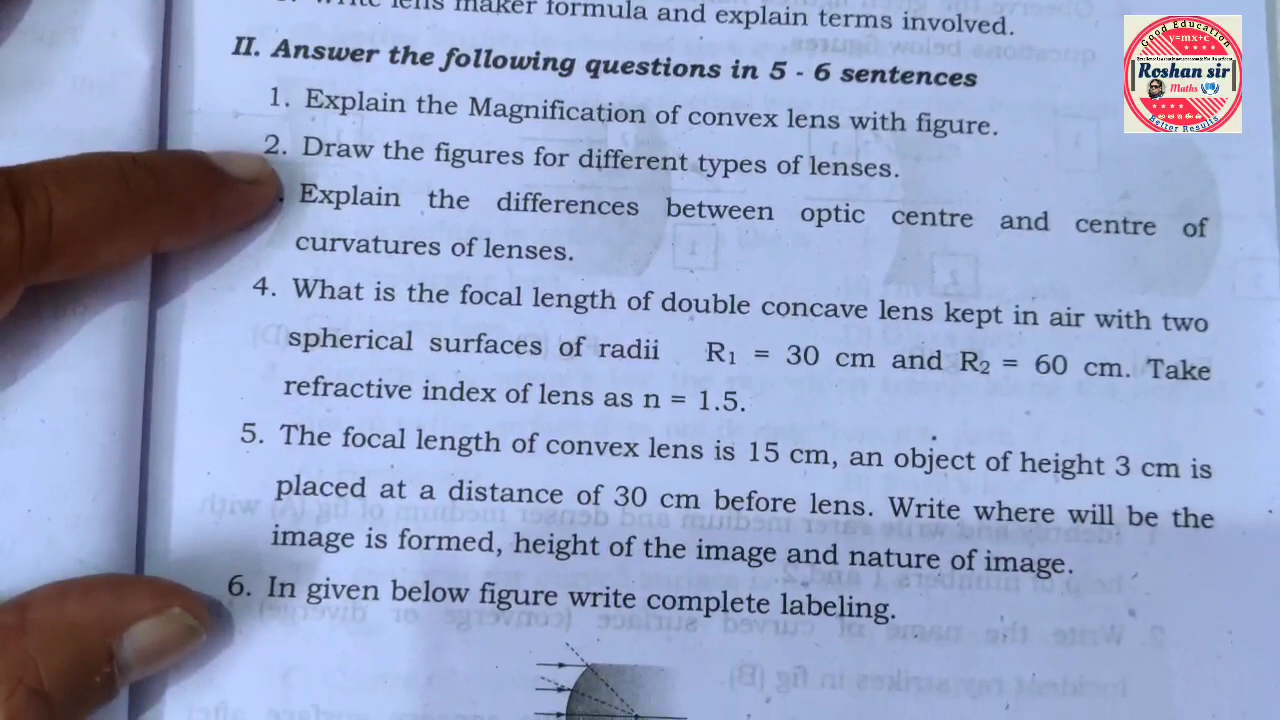 Write lens maker formula and explain terms involved.
II. Answer the following questions in 5 - 6 sentences
1. Explain the Magnification of convex lens with figure.
2. Draw the figures for different types of lenses.
Explain the differences between optic centre and centre of
curvatures of lenses.
4. What is the focal length of double concave lens kept in air with two
spherical surfaces of radii R₁ = 30 cm and R₂ = 60 cm. Take
refractive index of lens as n = 1.5.
5. The focal length of convex lens is 15 cm, an object of height 3 cm is
placed at a distance of 30 cm before lens. Write where will be the
image is formed, height of the image and nature of image.
6. In given below figure write complete labeling.
Good Education
y=mx+c
Roshan sir
Maths
Better Results